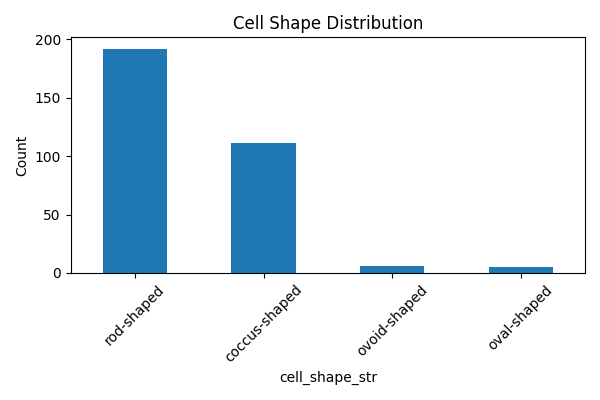 Cell Shape Distribution
Count
200
150
100
50
0
rod-shaped
coccus-shaped
ovoid-shaped
oval-shaped
cell_shape_str